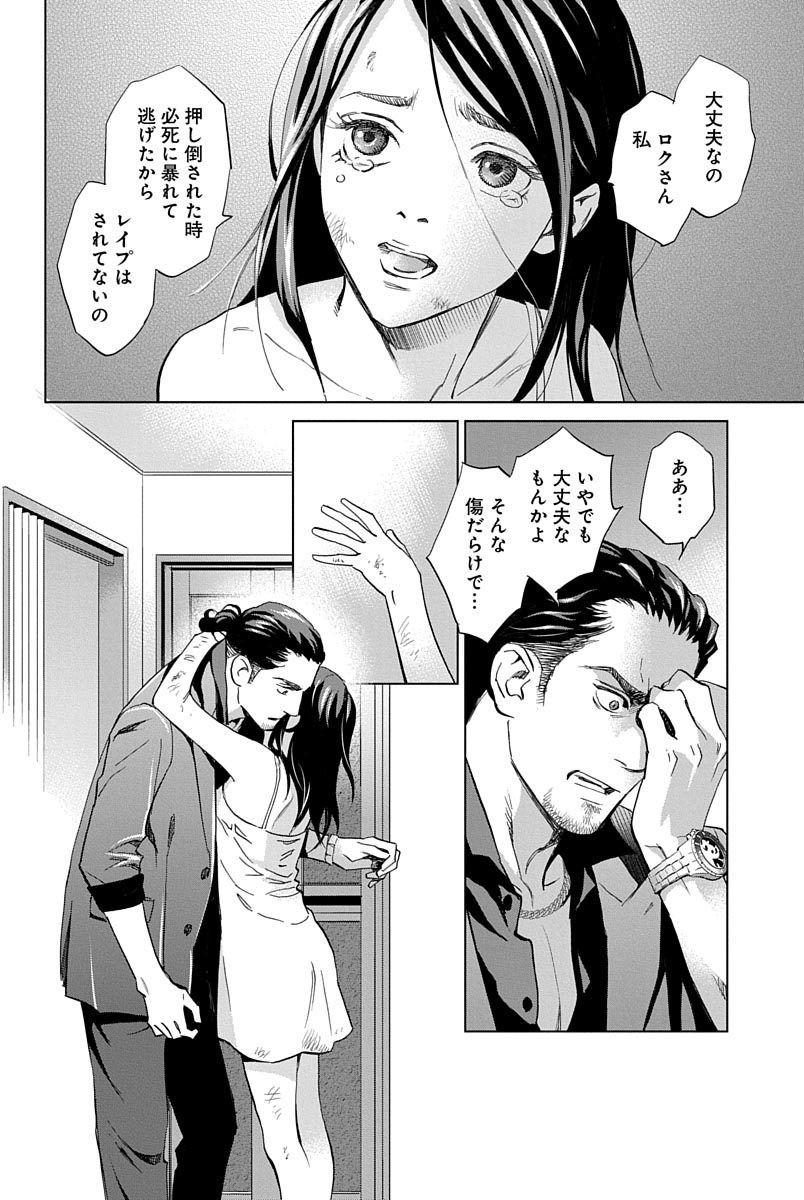 大丈夫なの
ロクさん
私
押し倒された時
必死に暴れて
逃げたから
レイプは
されてないの
ああ…
いやでも
大丈夫な
もんかよ
そんな
傷だらけで…